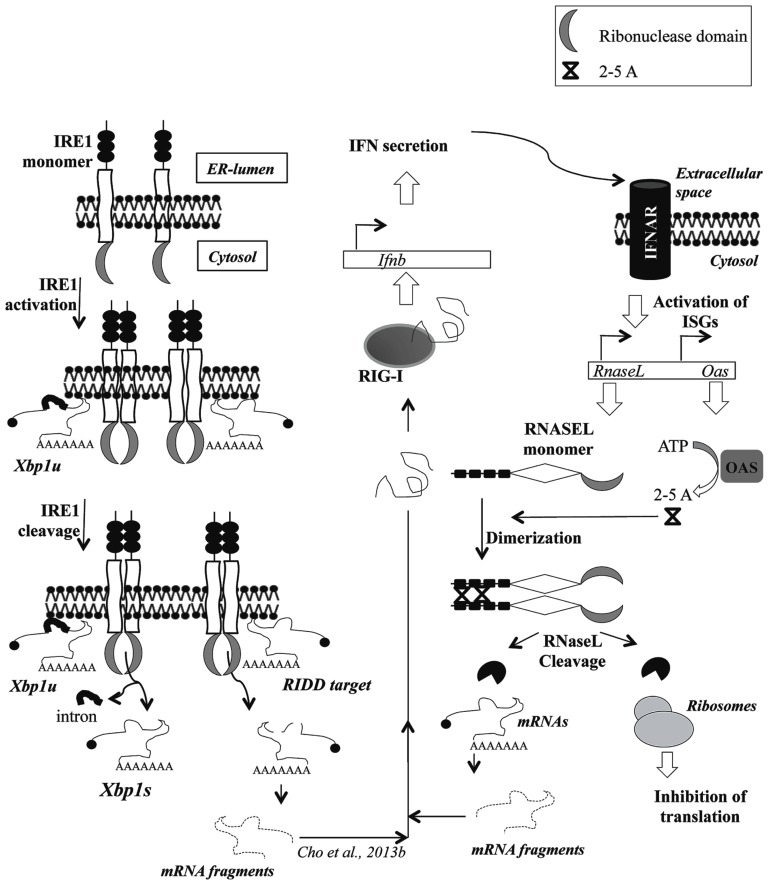 Ribonuclease domain
2-5 A
IRE1
monomer
ER-lumen
Cytosol
IRE1
activation
Xbp1u
AAAAAAA
AAAAAAA
IRE1
cleavage
Xbp1u
AAAAAAA
AAAAAAA
RIDD target
intron
AAAAAAA
Xbp1s
AAAAAAA
mRNA fragments
Cho et al., 2013b
IFN secretion
Ifnb
RIG-I
Extracellular
space
IFNAR
Cytosol
Activation of
ISGs
RnaseL
Oas
RNASEL
monomer
ATP
OAS
2-5 A
Dimerization
RNaseL
Cleavage
mRNAs
AAAAAAA
mRNA fragments
Ribosomes
Inhibition of
translation